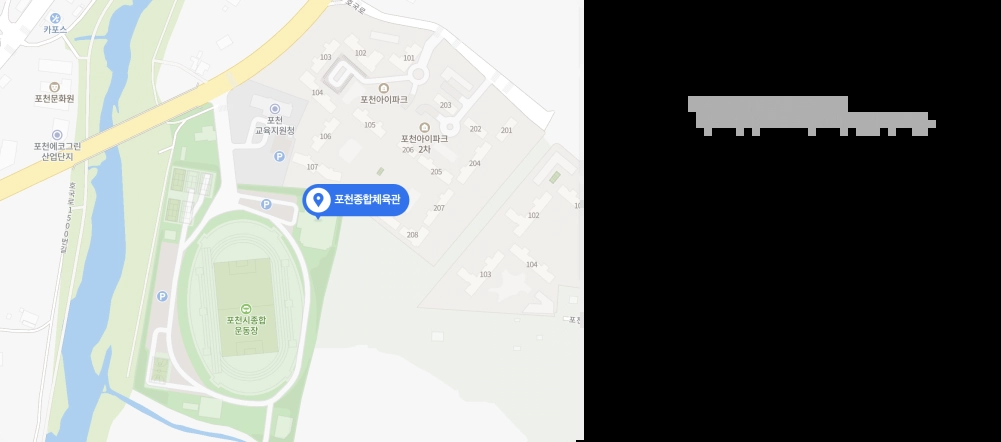 호국로
카포스
103
102
101
포천문화원
104
포천아이파크
203
포천
교육지원청
105
포천아이파크
2차
206
202
201
106
포천에코그린
산업단지
P
204
107
205
포천종합체육관
P
207
102
208
104
103
P
포천시종합
운동장